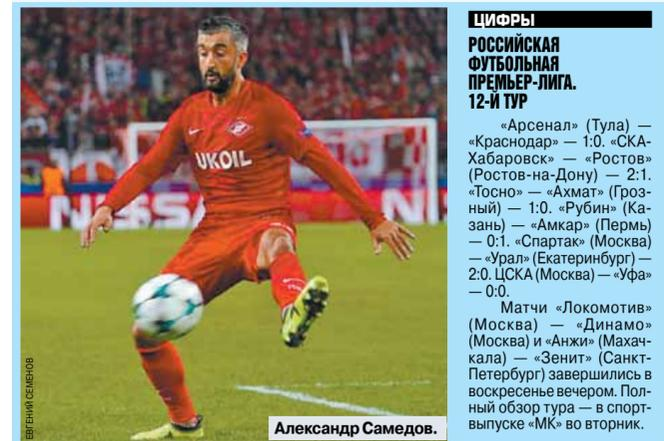 ЦИФРЫ
РОССИЙСКАЯ
ФУТБОЛЬНАЯ
ПРЕМЬЕР-ЛИГА.
12-Й ТУР
«Арсенал» (Тула) —
«Краснодар» — 1:0. «СКА-
Хабаровск» — «Ростов»
(Ростов-на-Дону) — 2:1.
«Тосно» — «Ахмат» (Гроз-
ный) — 1:0. «Рубин» (Ка-
зань) — «Амкар» (Пермь)
— 0:1. «Спартак» (Москва)
— «Урал» (Екатеринбург) —
2:0. ЦСКА (Москва) — «Уфа»
— 0:0.
Матчи «Локомотив»
(Москва) — «Динамо»
(Москва) и «Анжи» (Махач-
кала) — «Зенит» (Санкт-
Петербург) завершились в
воскресенье вечером. Пол-
ный обзор тура — в спорт-
выпуске «МК» во вторник.
UKOIL
NISSA
ЕВГЕНИЙ СЕМЕНОВ
Александр Самедов.